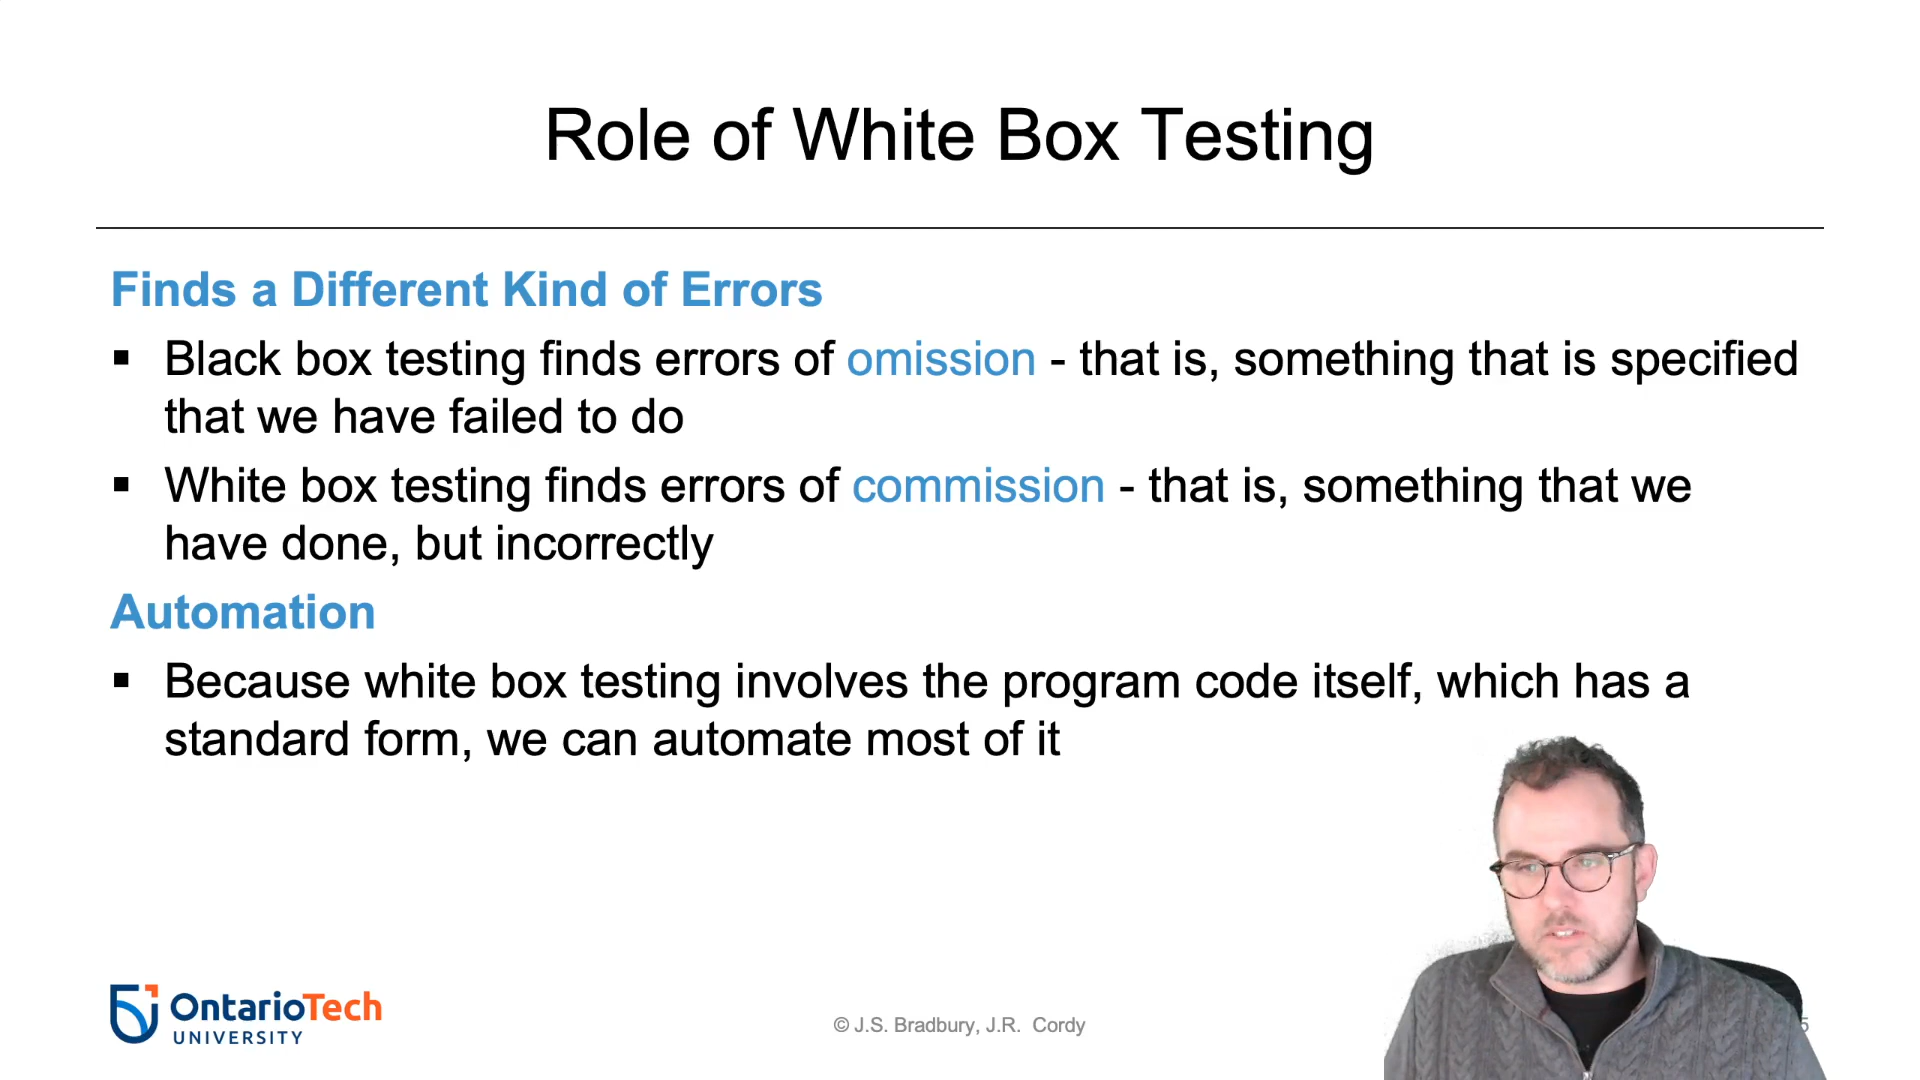 Role of White Box Testing
Finds a Different Kind of Errors
▪ Black box testing finds errors of omission - that is, something that is specified
that we have failed to do
▪ White box testing finds errors of commission - that is, something that we
have done, but incorrectly
Automation
▪ Because white box testing involves the program code itself, which has a
standard form, we can automate most of it
OntarioTech
UNIVERSITY
© J.S. Bradbury, J.R. Cordy